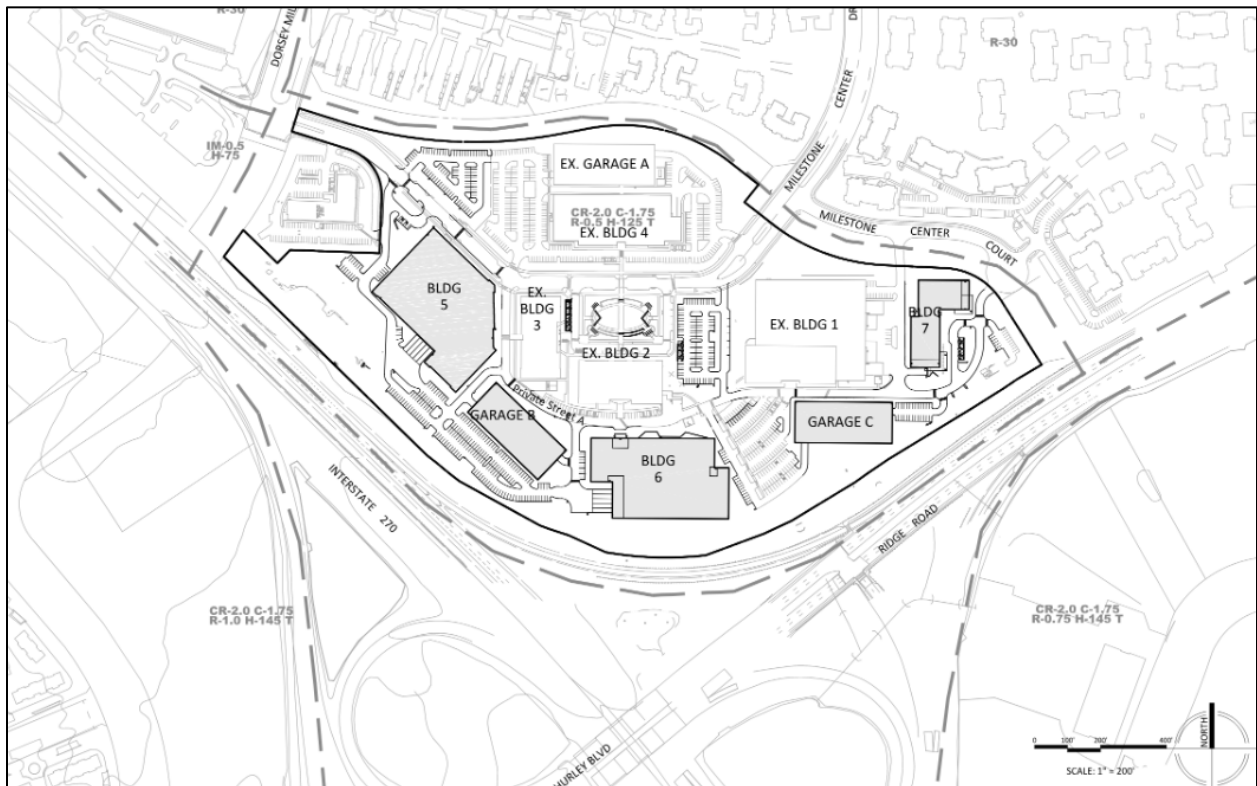 R-30
DORSEY MIL
DR
R-30
IM-0.5
H-75
EX. GARAGE A
CENTER
MILESTONE
CR-2.0 C-1.75
R-0.5 H-125 T
EX. BLDG 4
MILESTONE CENTER COURT
BLDG
5
EX.
BLDG
3
EX. BLDG 1
BLDG
7
EX. BLDG 2
Private Street A
GARAGE B
GARAGE C
BLDG
6
INTERSTATE 270
RIDGE ROAD
CR-2.0 C-1.75
R-1.0 H-145 T
CR-2.0 C-1.75
R-0.75 H-145 T
HURLEY BLVD
0 100' 200' 400'
SCALE: 1" = 200'
NORTH